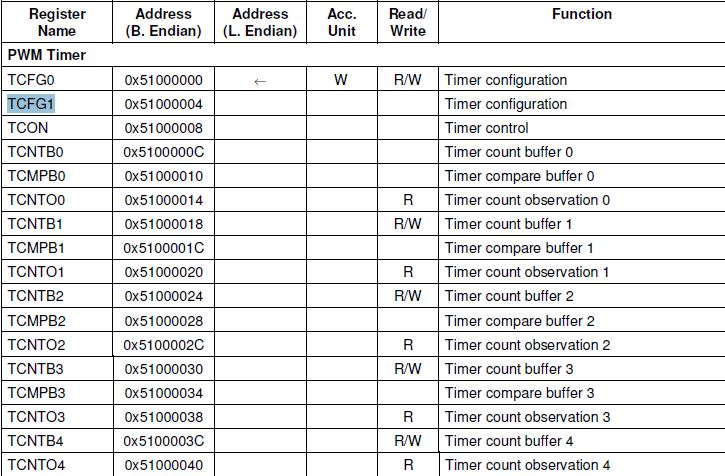 Register Name Address (B. Endian) Address (L. Endian) Acc. Unit Read/ Write Function
PWM Timer
TCFG0 0x51000000 ← W R/W Timer configuration
TCFG1 0x51000004 Timer configuration
TCON 0x51000008 Timer control
TCNTB0 0x5100000C Timer count buffer 0
TCMPB0 0x51000010 Timer compare buffer 0
TCNTO0 0x51000014 R Timer count observation 0
TCNTB1 0x51000018 R/W Timer count buffer 1
TCMPB1 0x5100001C Timer compare buffer 1
TCNTO1 0x51000020 R Timer count observation 1
TCNTB2 0x51000024 R/W Timer count buffer 2
TCMPB2 0x51000028 Timer compare buffer 2
TCNTO2 0x5100002C R Timer count observation 2
TCNTB3 0x51000030 R/W Timer count buffer 3
TCMPB3 0x51000034 Timer compare buffer 3
TCNTO3 0x51000038 R Timer count observation 3
TCNTB4 0x5100003C R/W Timer count buffer 4
TCNTO4 0x51000040 R Timer count observation 4